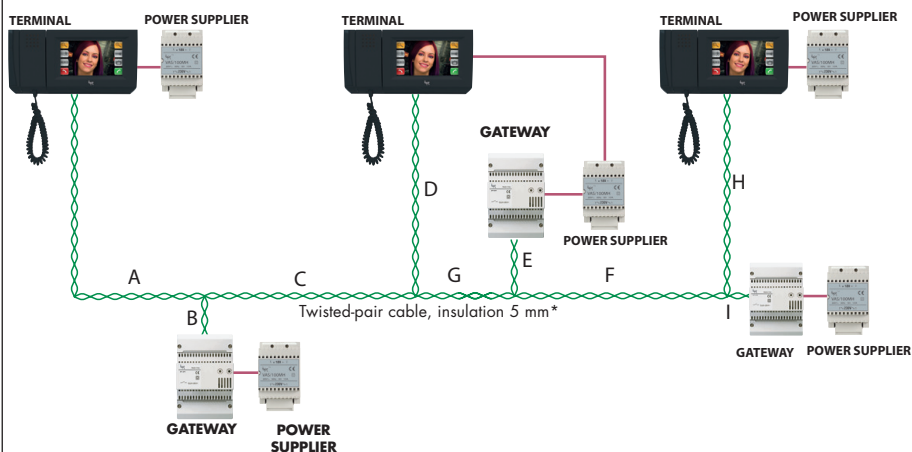 TERMINAL
POWER SUPPLIER
TERMINAL
TERMINAL
POWER SUPPLIER
GATEWAY
D
H
POWER SUPPLIER
E
A
C
G
F
Twisted-pair cable, insulation 5 mm*
B
I
GATEWAY
POWER SUPPLIER
GATEWAY
POWER
SUPPLIER